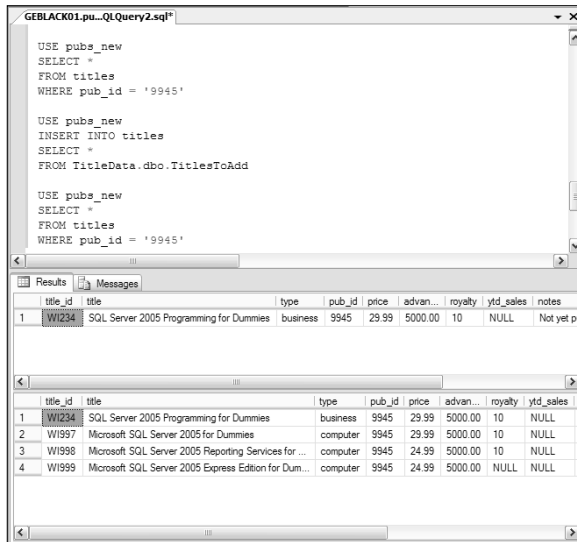 GEBLACK01.pu...QLQuery2.sql*
USE pubs_new
SELECT *
FROM titles
WHERE pub_id = '9945'
USE pubs_new
INSERT INTO titles
SELECT *
FROM TitleData.dbo.TitlesToAdd
USE pubs_new
SELECT *
FROM titles
WHERE pub_id = '9945'
Results Messages
title_id title type pub_id price advan... royalty ytd_sales notes
1 WI234 SQL Server 2005 Programming for Dummies business 9945 29.99 5000.00 10 NULL Not yet p
title_id title type pub_id price advan... royalty ytd_sales
1 WI234 SQL Server 2005 Programming for Dummies business 9945 29.99 5000.00 10 NULL
2 WI997 Microsoft SQL Server 2005 for Dummies computer 9945 29.99 5000.00 10 NULL
3 WI998 Microsoft SQL Server 2005 Reporting Services for ... computer 9945 24.99 5000.00 10 NULL
4 WI999 Microsoft SQL Server 2005 Express Edition for Dum... computer 9945 24.99 5000.00 NULL NULL